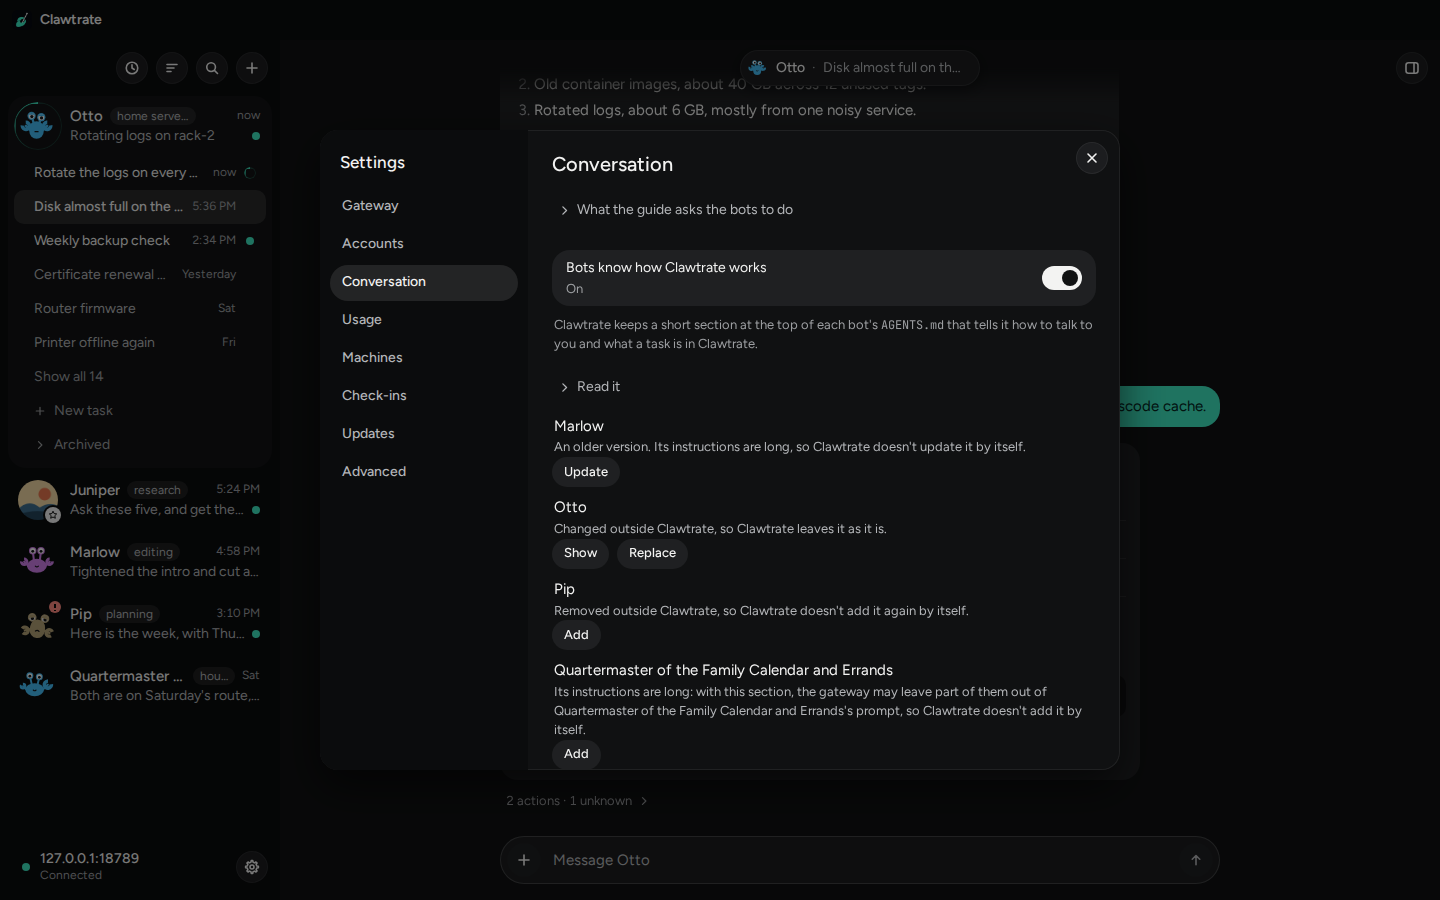 Clawtrate
Otto home serve... now
Rotating logs on rack-2
Rotate the logs on every ... now
Disk almost full on the ... 5:36 PM
Weekly backup check 2:34 PM
Certificate renewal ... Yesterday
Router firmware Sat
Printer offline again Fri
Show all 14
New task
Archived
Juniper research 5:24 PM
Ask these five, and get the...
Marlow editing 4:58 PM
Tightened the intro and cut a...
Pip planning 3:10 PM
Here is the week, with Thu...
Quartermaster ... hou... Sat
Both are on Saturday's route,...
127.0.0.1:18789
Connected
Otto · Disk almost full on th...
2. Old container images, about 40 GB across 12 unused tags.
3. Rotated logs, about 6 GB, mostly from one noisy service.
scode cache.
Settings
Gateway
Accounts
Conversation
Usage
Machines
Check-ins
Updates
Advanced
Conversation
What the guide asks the bots to do
Bots know how Clawtrate works
On
Clawtrate keeps a short section at the top of each bot's AGENTS.md that tells it how to talk to
you and what a task is in Clawtrate.
Read it
Marlow
An older version. Its instructions are long, so Clawtrate doesn't update it by itself.
Update
Otto
Changed outside Clawtrate, so Clawtrate leaves it as it is.
Show Replace
Pip
Removed outside Clawtrate, so Clawtrate doesn't add it again by itself.
Add
Quartermaster of the Family Calendar and Errands
Its instructions are long: with this section, the gateway may leave part of them out of
Quartermaster of the Family Calendar and Errands's prompt, so Clawtrate doesn't add it by
itself.
Add
2 actions · 1 unknown
Message Otto